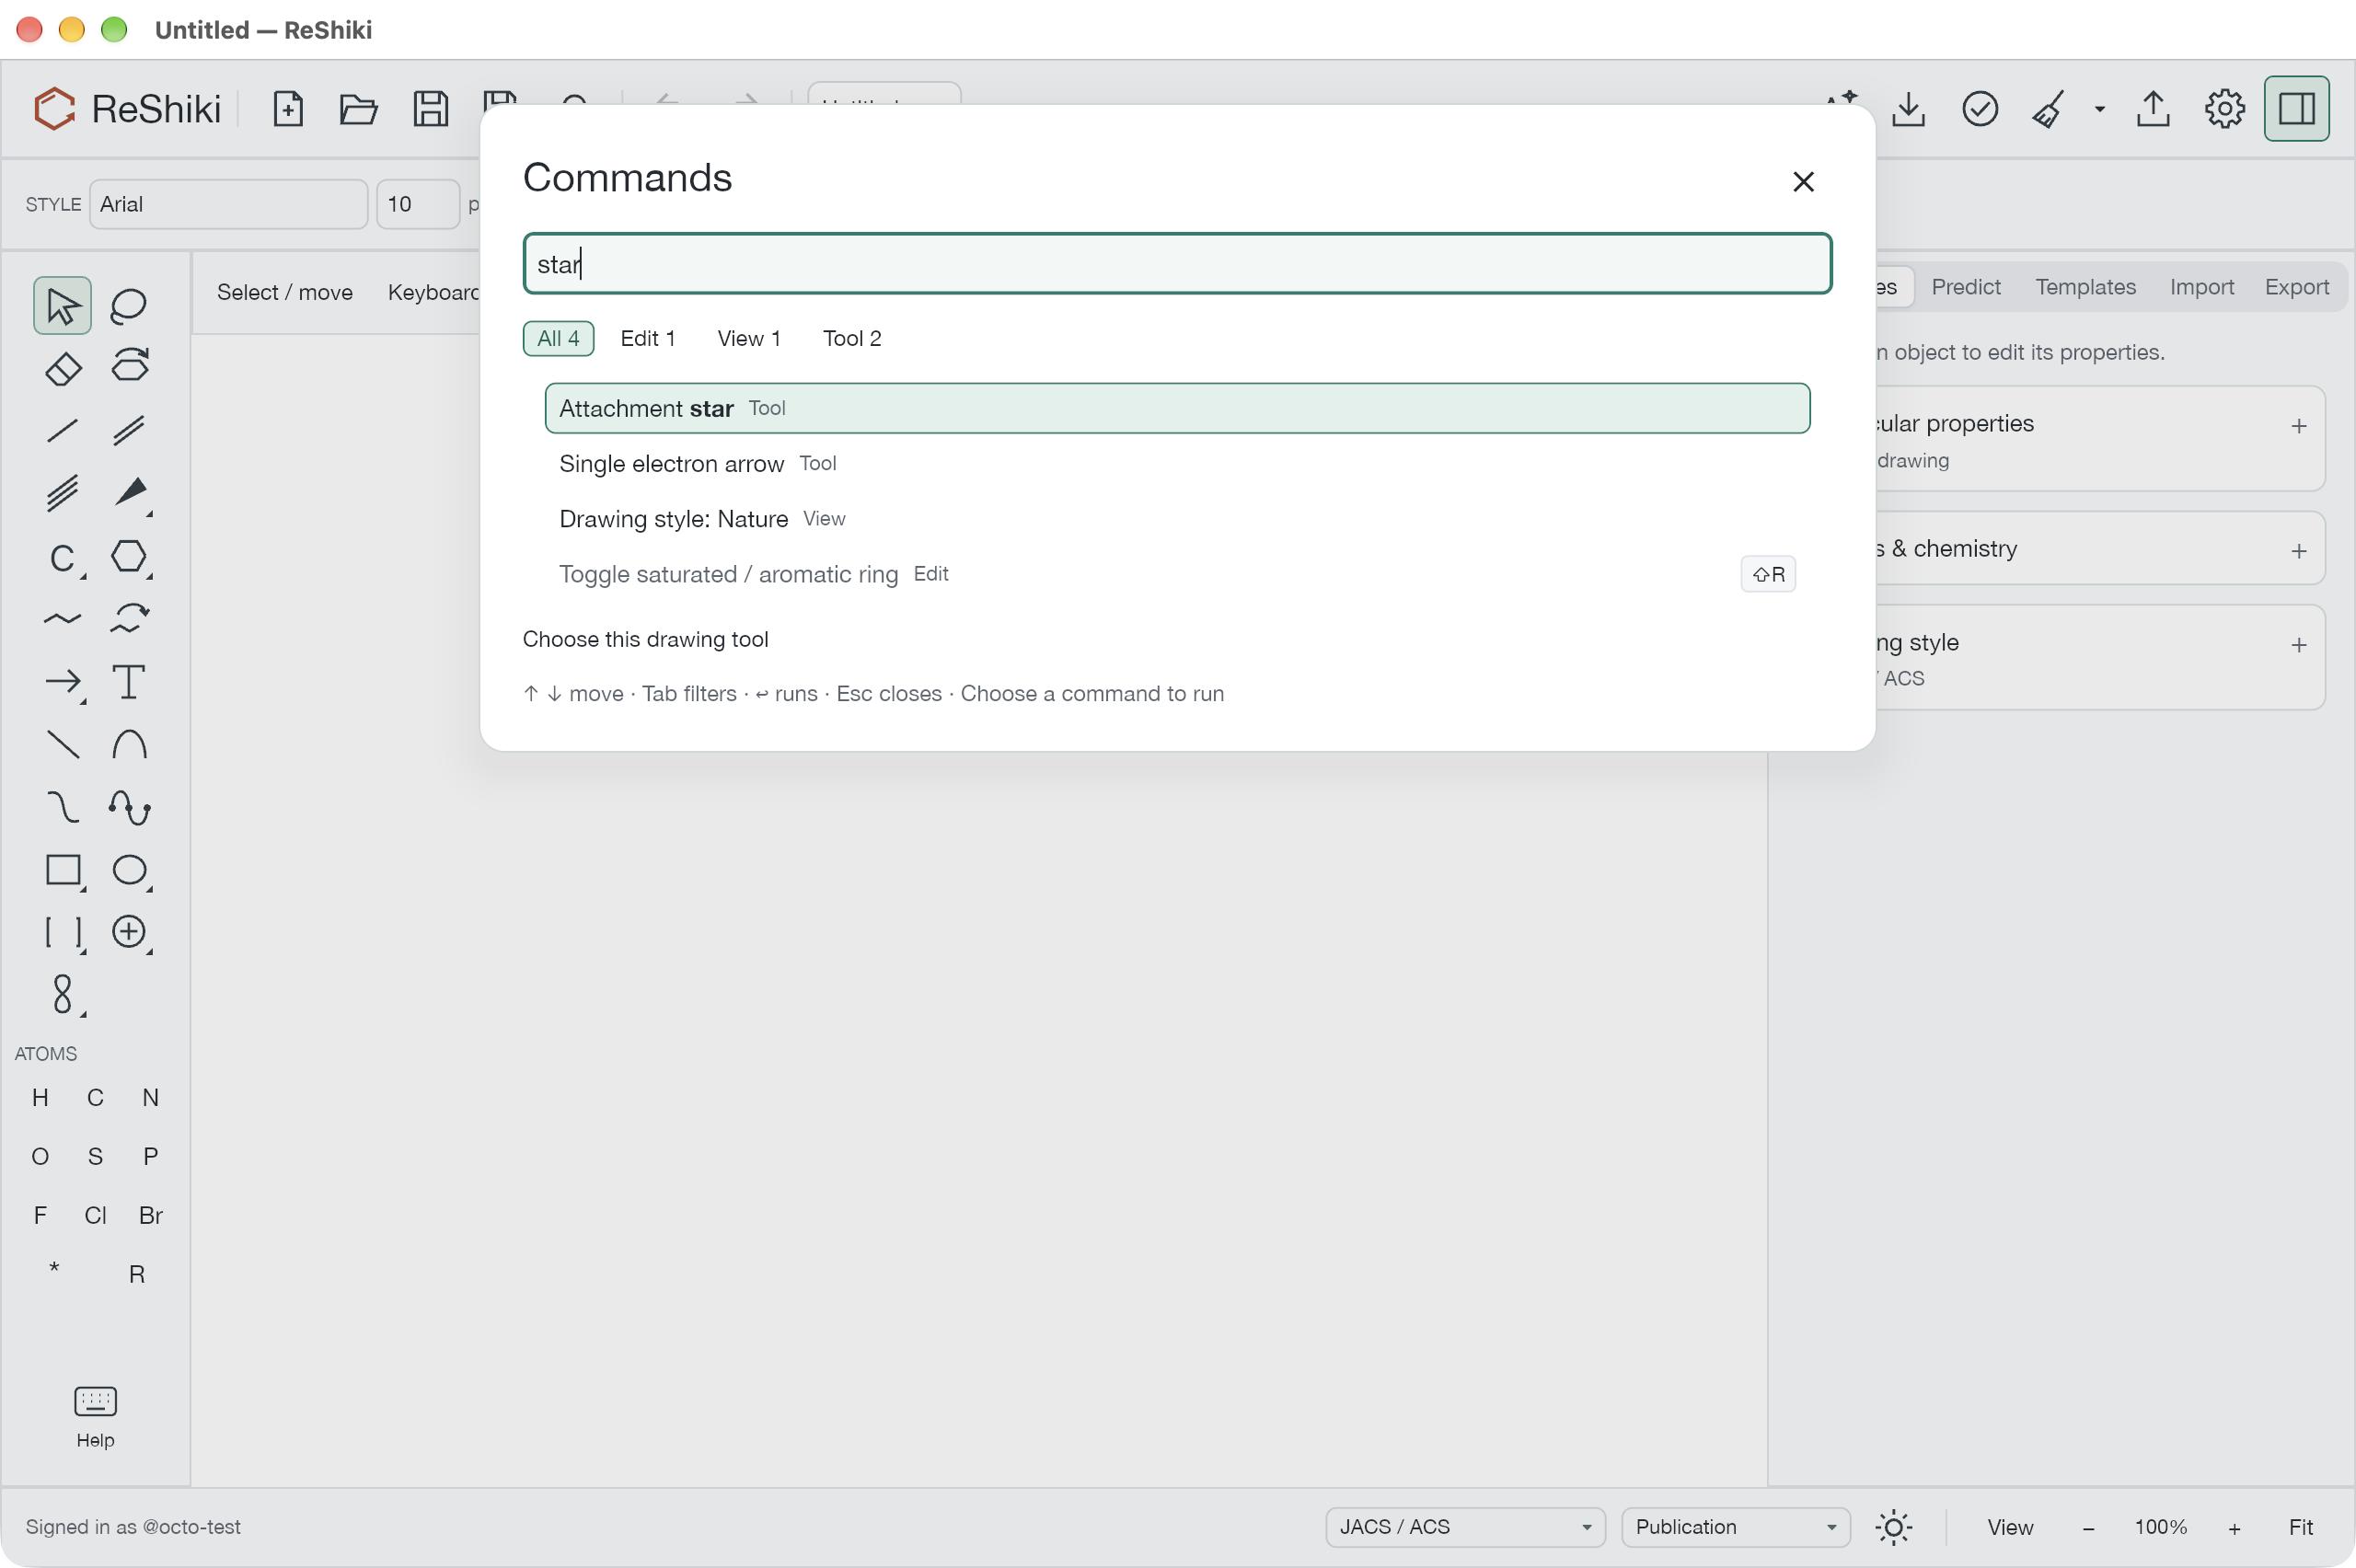 Untitled — ReShiki
ReShiki
STYLE Arial 10
Commands
star
All 4 Edit 1 View 1 Tool 2
Attachment star Tool
Single electron arrow Tool
Drawing style: Nature View
Toggle saturated / aromatic ring Edit ⇧R
Choose this drawing tool
↑ ↓ move · Tab filters · ↩ runs · Esc closes · Choose a command to run
Select / move
Predict Templates Import Export
object to edit its properties.
properties +
drawing
& chemistry +
style +
ACS
C
T
[ ]
ATOMS
H C N
O S P
F Cl Br
* R
Help
Signed in as @octo-test JACS / ACS Publication View – 100% + Fit